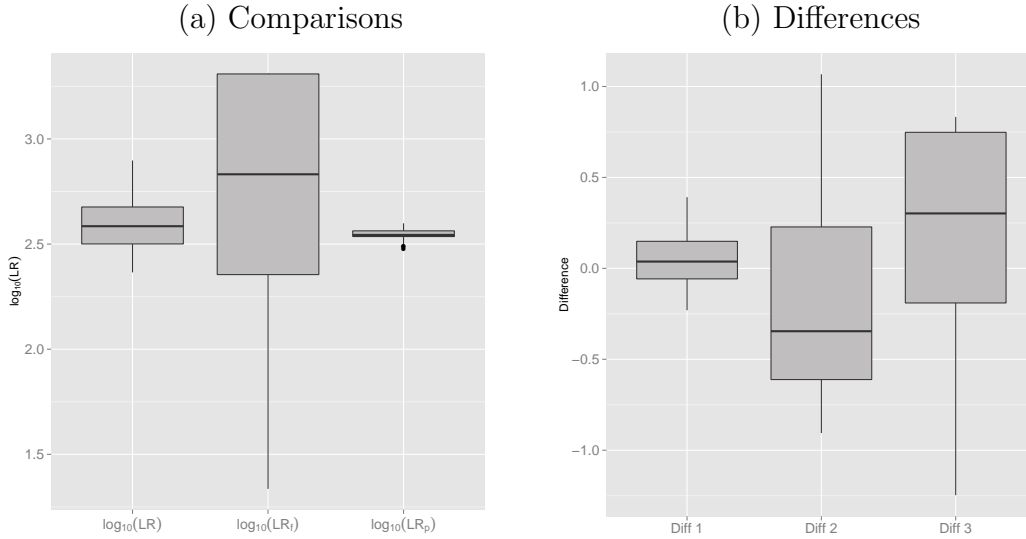 (a) Comparisons
3.0
2.5
2.0
1.5
log₁₀(LR)
log₁₀(LR)
log₁₀(LR_f)
log₁₀(LRₚ)
(b) Differences
1.0
0.5
0.0
−0.5
−1.0
Difference
Diff 1
Diff 2
Diff 3